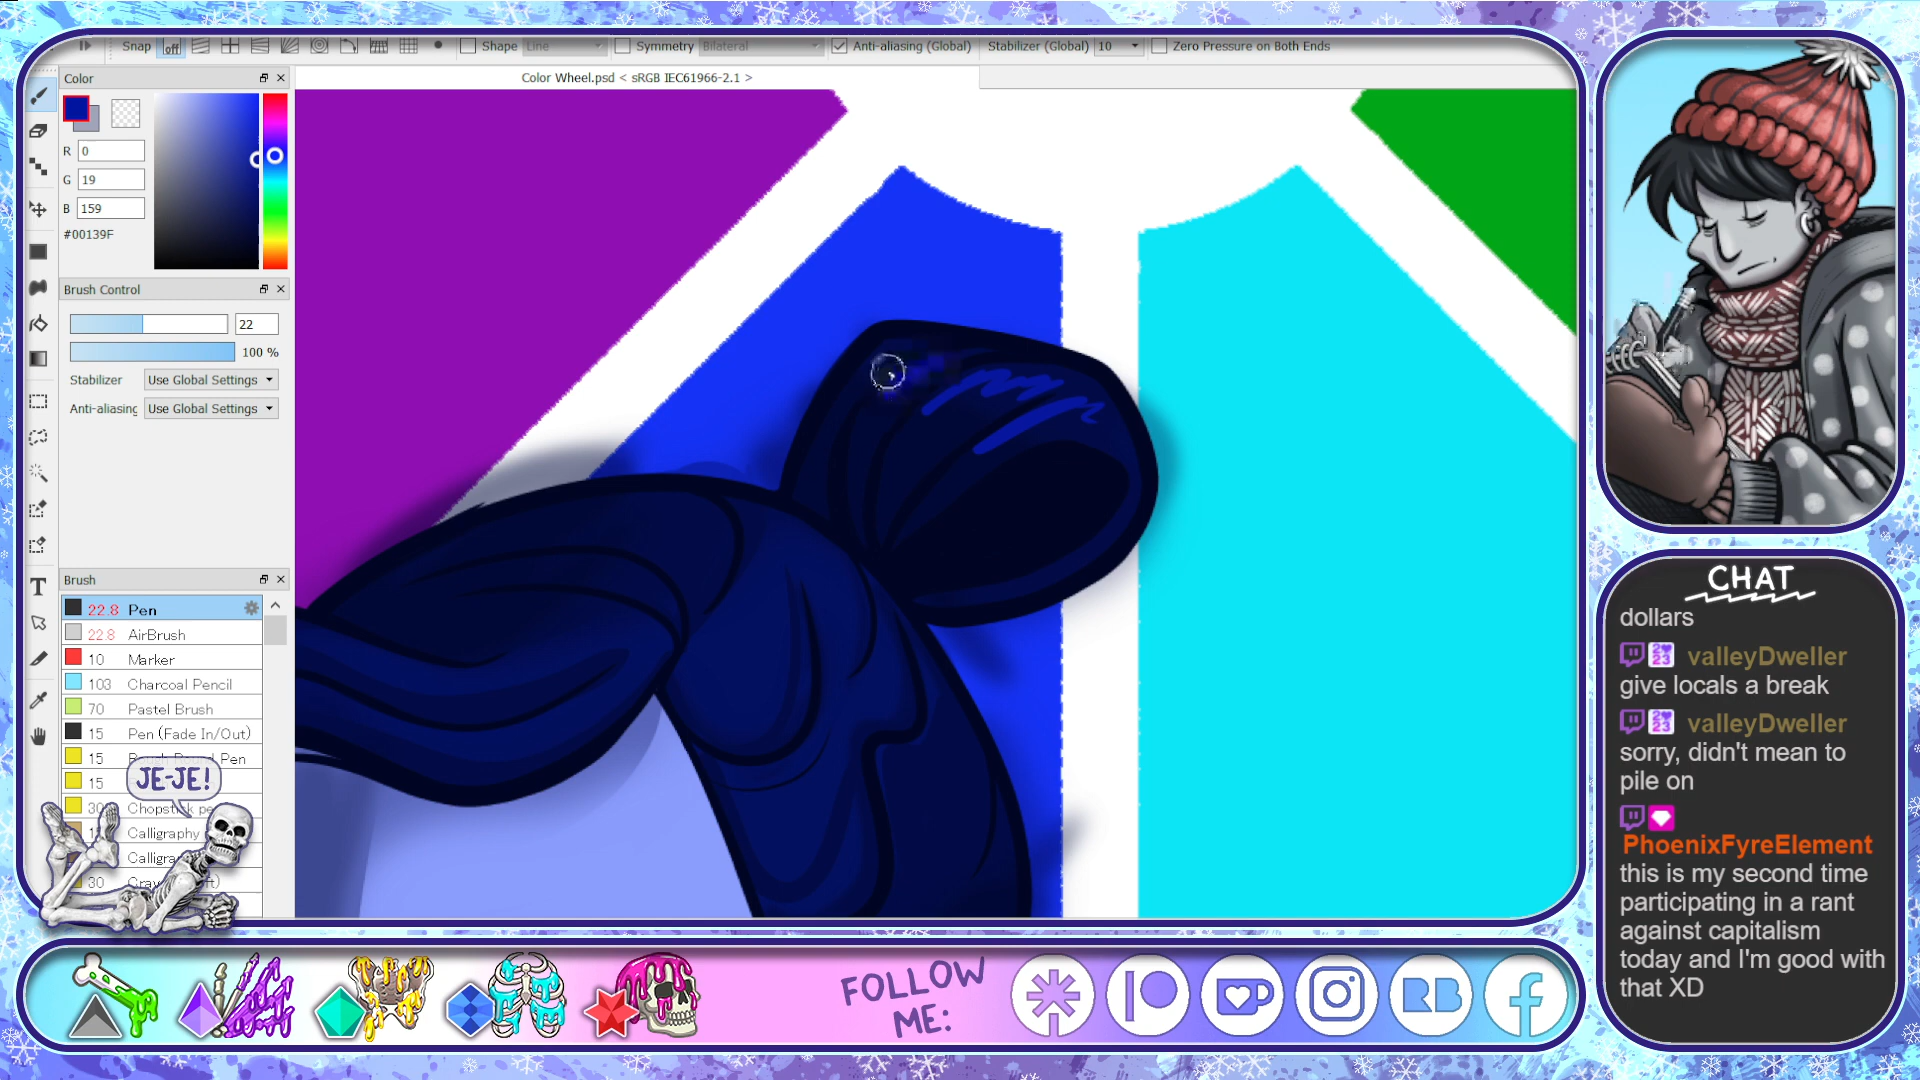 Snap off Shape Line Symmetry Bilateral Anti-aliasing (Global) Stabilizer (Global) 10 Zero Pressure on Both Ends
Color Wheel.psd < sRGB IEC61966-2.1 >
Color
R 0
G 19
B 159
#00139F
Brush Control
22
100 %
Stabilizer Use Global Settings
Anti-aliasing Use Global Settings
Brush
22.8 Pen
22.8 AirBrush
10 Marker
103 Charcoal Pencil
70 Pastel Brush
15 Pen (Fade In/Out)
15 Pen
15
Chopstick
Calligraphy
30
JE-JE!
T
FOLLOW
ME:
RB
CHAT
dollars
valleyDweller
give locals a break
valleyDweller
sorry, didn't mean to
pile on
PhoenixFyreElement
this is my second time
participating in a rant
against capitalism
today and I'm good with
that XD